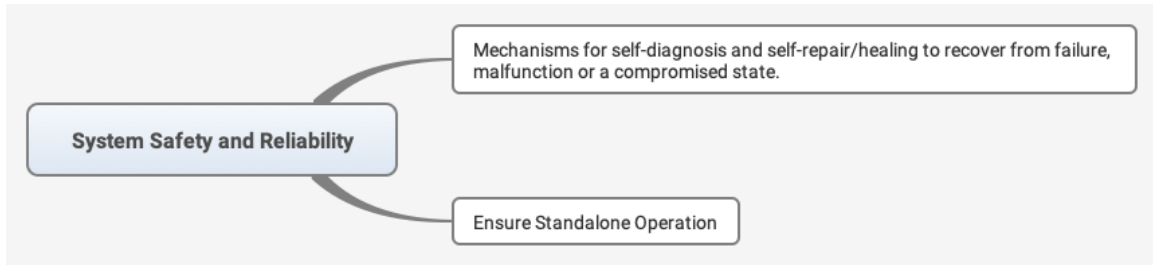 Mechanisms for self-diagnosis and self-repair/healing to recover from failure,
malfunction or a compromised state.
System Safety and Reliability
Ensure Standalone Operation